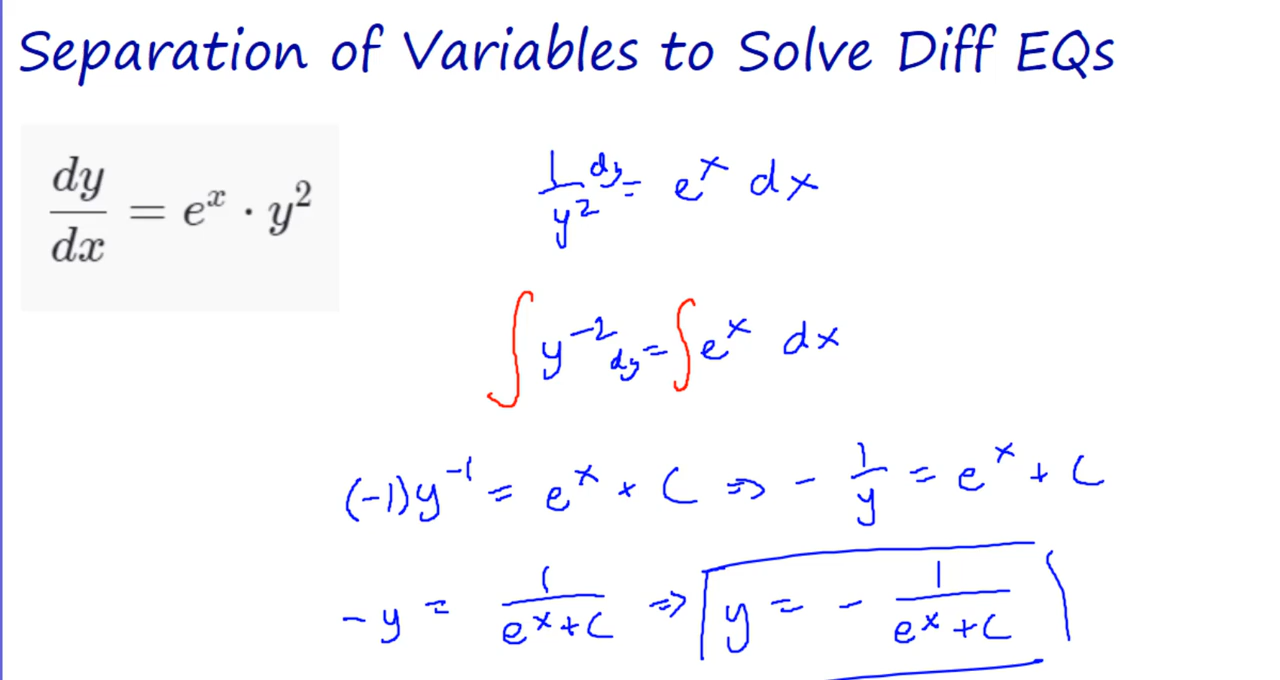 Separation of Variables to Solve Diff EQs
dy/dx = e^x · y^2
1/y^2 dy = e^x dx
∫ y^-2 dy = ∫ e^x dx
(-1)y^-1 = e^x + C ⇒ - 1/y = e^x + C
-y = 1/(e^x + C) ⇒ y = - 1/(e^x + C)